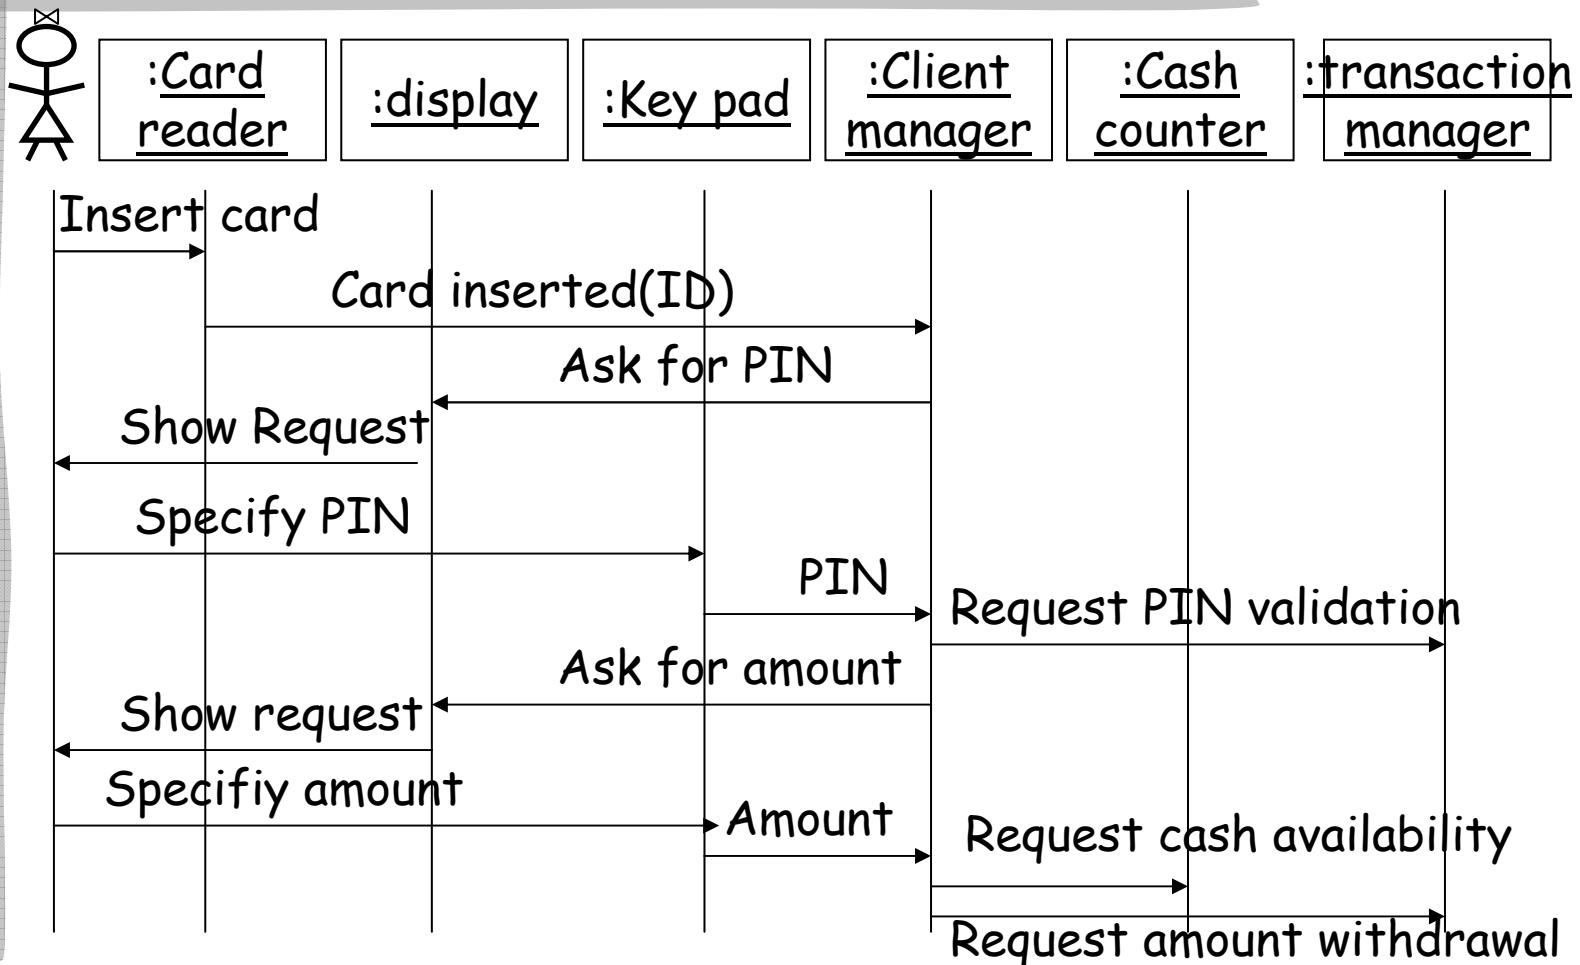 :Card
reader
:display
:Key pad
:Client
manager
:Cash
counter
:transaction
manager
Insert card
Card inserted(ID)
Ask for PIN
Show Request
Specify PIN
PIN
Request PIN validation
Ask for amount
Show request
Specifiy amount
Amount
Request cash availability
Request amount withdrawal